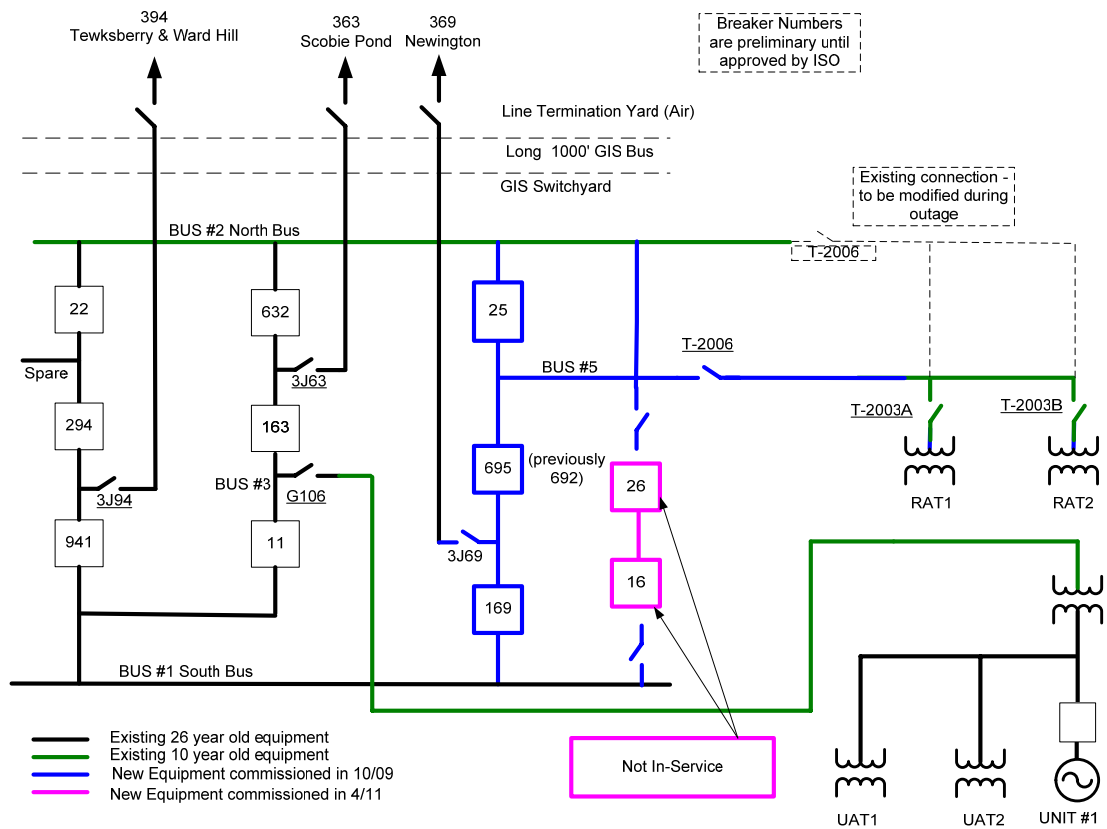 394
Tewksberry & Ward Hill
363
Scobie Pond
369
Newington
Breaker Numbers
are preliminary until
approved by ISO
Line Termination Yard (Air)
Long 1000' GIS Bus
GIS Switchyard
Existing connection -
to be modified during
outage
BUS #2 North Bus
T-2006
22
632
25
T-2006
BUS #5
Spare
3J63
T-2003A
T-2003B
294
163
695
(previously
692)
26
RAT1
RAT2
BUS #3
G106
3J94
941
11
3J69
16
169
BUS #1 South Bus
Existing 26 year old equipment
Existing 10 year old equipment
New Equipment commissioned in 10/09
New Equipment commissioned in 4/11
Not In-Service
UAT1
UAT2
UNIT #1